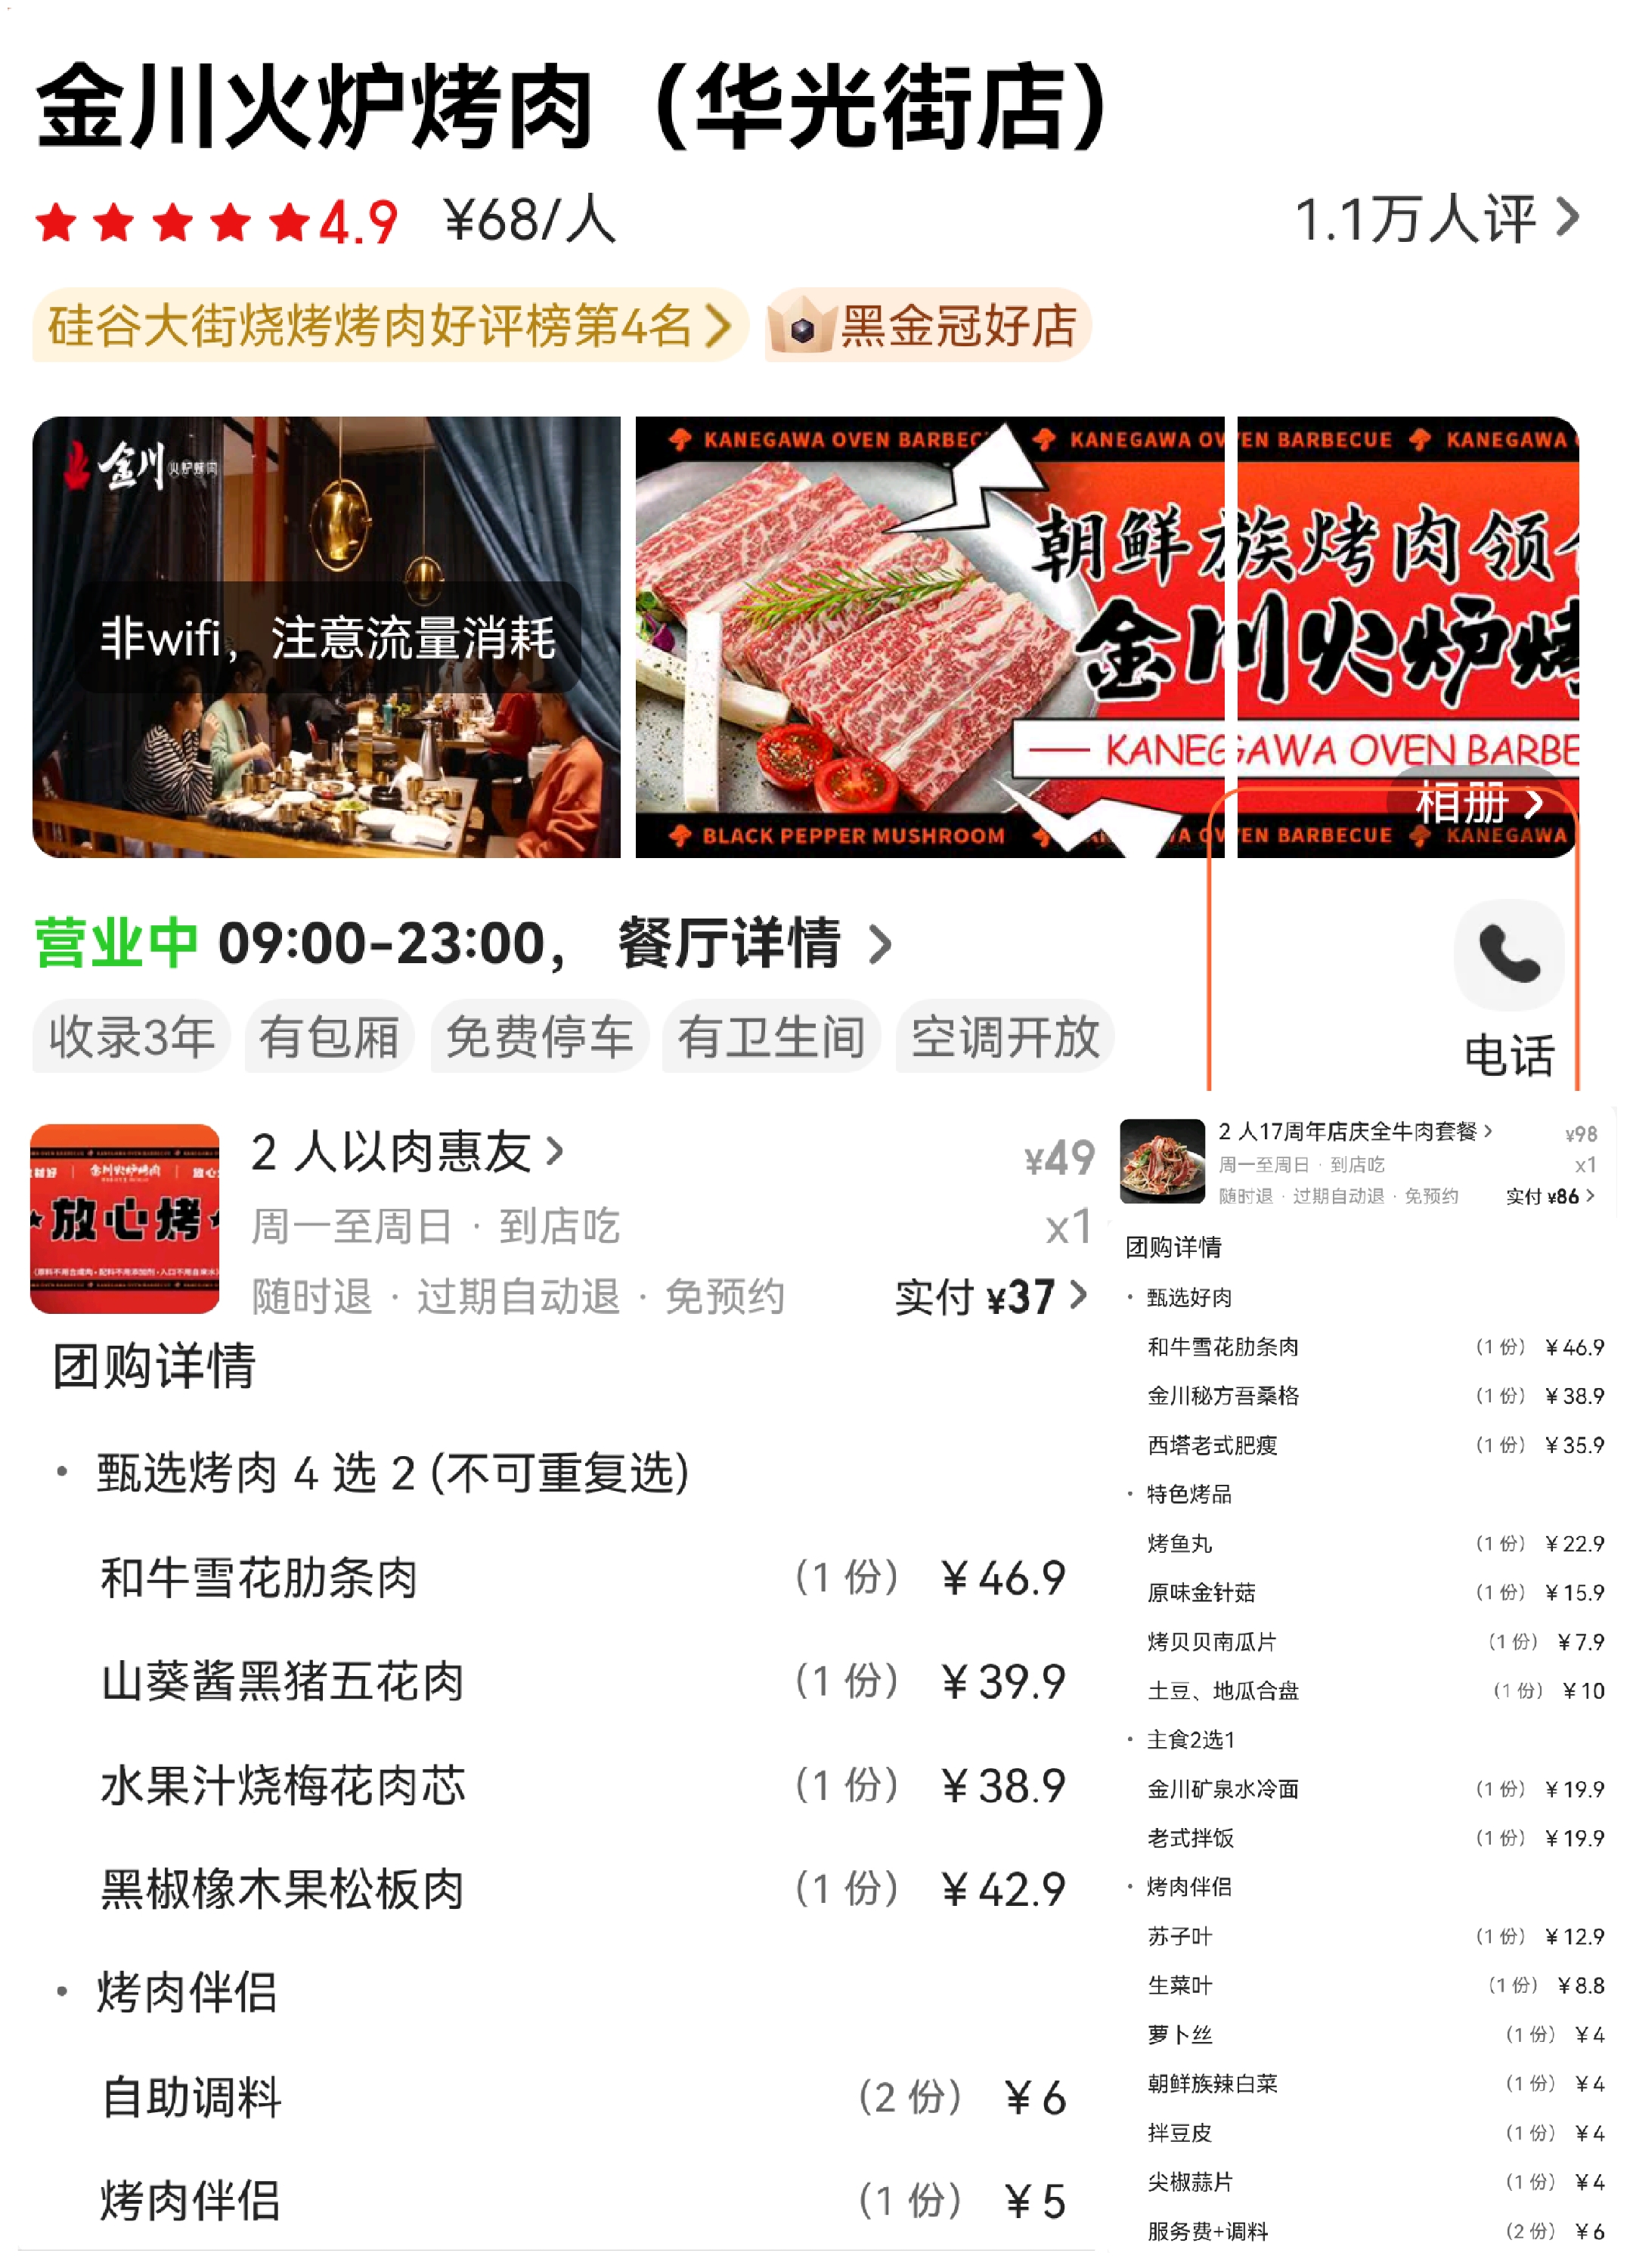 金川火炉烤肉（华光街店）
4.9 ¥68/人 1.1万人评
硅谷大街烧烤烤肉好评榜第4名 黑金冠好店
金川火炉烤肉
非wifi，注意流量消耗
KANEGAWA OVEN BARBEC KANEGAWA OV
朝鲜族
金川
KANEG
BLACK PEPPER MUSHROOM
EN BARBECUE KANEGAWA
族烤肉领
川火炉烤
GAWA OVEN BARBE
相册
EN BARBECUE KANEGAWA
营业中 09:00-23:00， 餐厅详情
收录3年 有包厢 免费停车 有卫生间 空调开放
电话
金川火炉烤肉
放心烤
2 人以肉惠友 ¥49
周一至周日 · 到店吃 x1
随时退 · 过期自动退 · 免预约 实付 ¥37
团购详情
· 甄选烤肉 4 选 2 (不可重复选)
和牛雪花肋条肉 （1 份） ¥46.9
山葵酱黑猪五花肉 （1 份） ¥39.9
水果汁烧梅花肉芯 （1 份） ¥38.9
黑椒橡木果松板肉 （1 份） ¥42.9
· 烤肉伴侣
自助调料 （2 份） ¥6
烤肉伴侣 （1 份） ¥5
2 人17周年店庆全牛肉套餐 ¥98
周一至周日 · 到店吃 x1
随时退 · 过期自动退 · 免预约 实付 ¥86
团购详情
· 甄选好肉
和牛雪花肋条肉 （1 份） ¥46.9
金川秘方吾桑格 （1 份） ¥38.9
西塔老式肥瘦 （1 份） ¥35.9
· 特色烤品
烤鱼丸 （1 份） ¥22.9
原味金针菇 （1 份） ¥15.9
烤贝贝南瓜片 （1 份） ¥7.9
土豆、地瓜合盘 （1 份） ¥10
· 主食2选1
金川矿泉水冷面 （1 份） ¥19.9
老式拌饭 （1 份） ¥19.9
· 烤肉伴侣
苏子叶 （1 份） ¥12.9
生菜叶 （1 份） ¥8.8
萝卜丝 （1 份） ¥4
朝鲜族辣白菜 （1 份） ¥4
拌豆皮 （1 份） ¥4
尖椒蒜片 （1 份） ¥4
服务费+调料 （2 份） ¥6